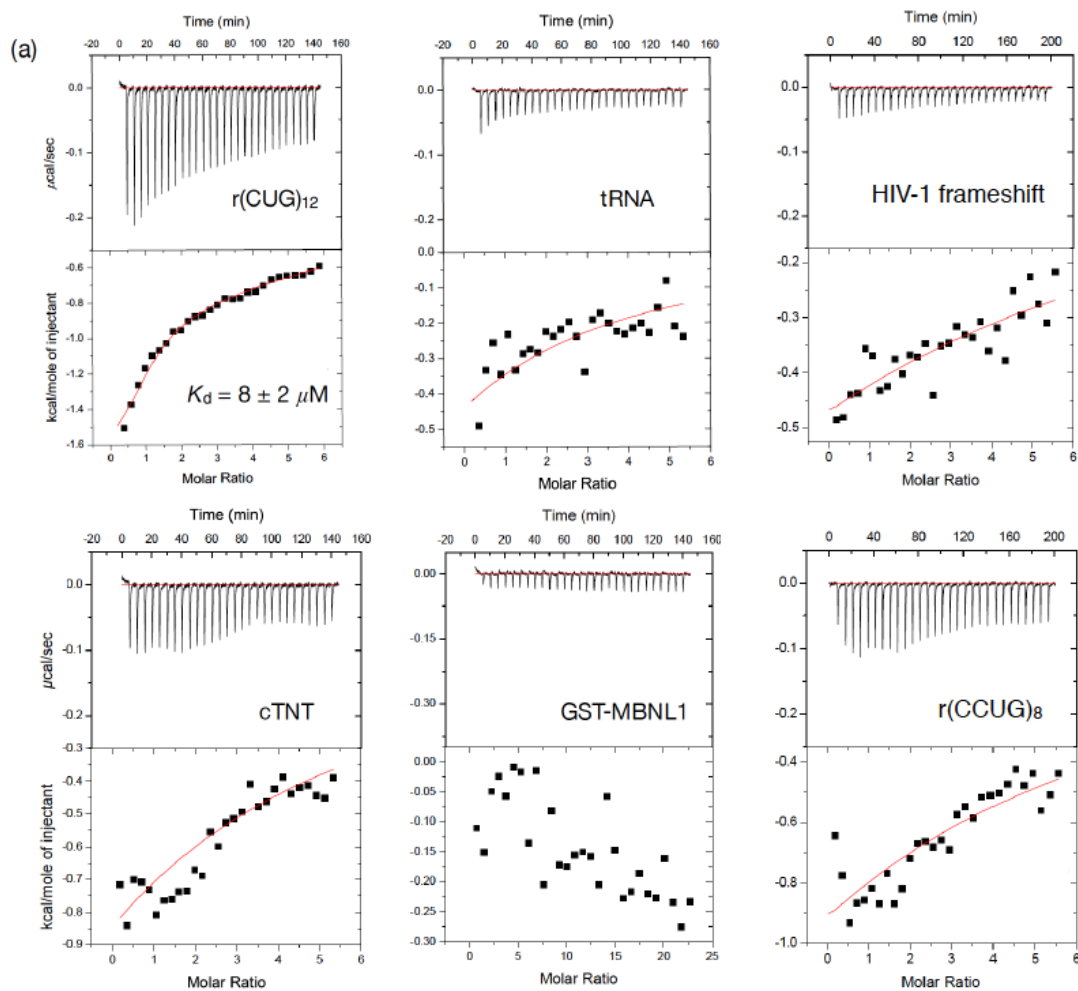 (a)
Time (min)
-20 0 20 40 60 80 100 120 140 160
0.0
-0.1
-0.2
μcal/sec
r(CUG)12
-0.6
-0.8
-1.0
-1.2
-1.4
-1.6
kcal/mole of injectant
Kd = 8 ± 2 μM
0 1 2 3 4 5 6
Molar Ratio
Time (min)
-20 0 20 40 60 80 100 120 140 160
0.0
-0.1
-0.2
tRNA
0.0
-0.1
-0.2
-0.3
-0.4
-0.5
0 1 2 3 4 5 6
Molar Ratio
Time (min)
0 40 80 120 160 200
0.0
-0.1
-0.2
HIV-1 frameshift
-0.2
-0.3
-0.4
-0.5
0 1 2 3 4 5 6
Molar Ratio
Time (min)
-20 0 20 40 60 80 100 120 140 160
0.0
-0.1
-0.2
-0.3
μcal/sec
cTNT
-0.4
-0.5
-0.6
-0.7
-0.8
-0.9
kcal/mole of injectant
0 1 2 3 4 5 6
Molar Ratio
Time (min)
0 20 40 60 80 100 120 140 160
0.00
-0.15
-0.30
GST-MBNL1
0.00
-0.05
-0.10
-0.15
-0.20
-0.25
-0.30
0 5 10 15 20 25
Molar Ratio
Time (min)
0 40 80 120 160 200
0.0
-0.1
-0.2
r(CCUG)8
-0.4
-0.6
-0.8
-1.0
0 1 2 3 4 5 6
Molar Ratio